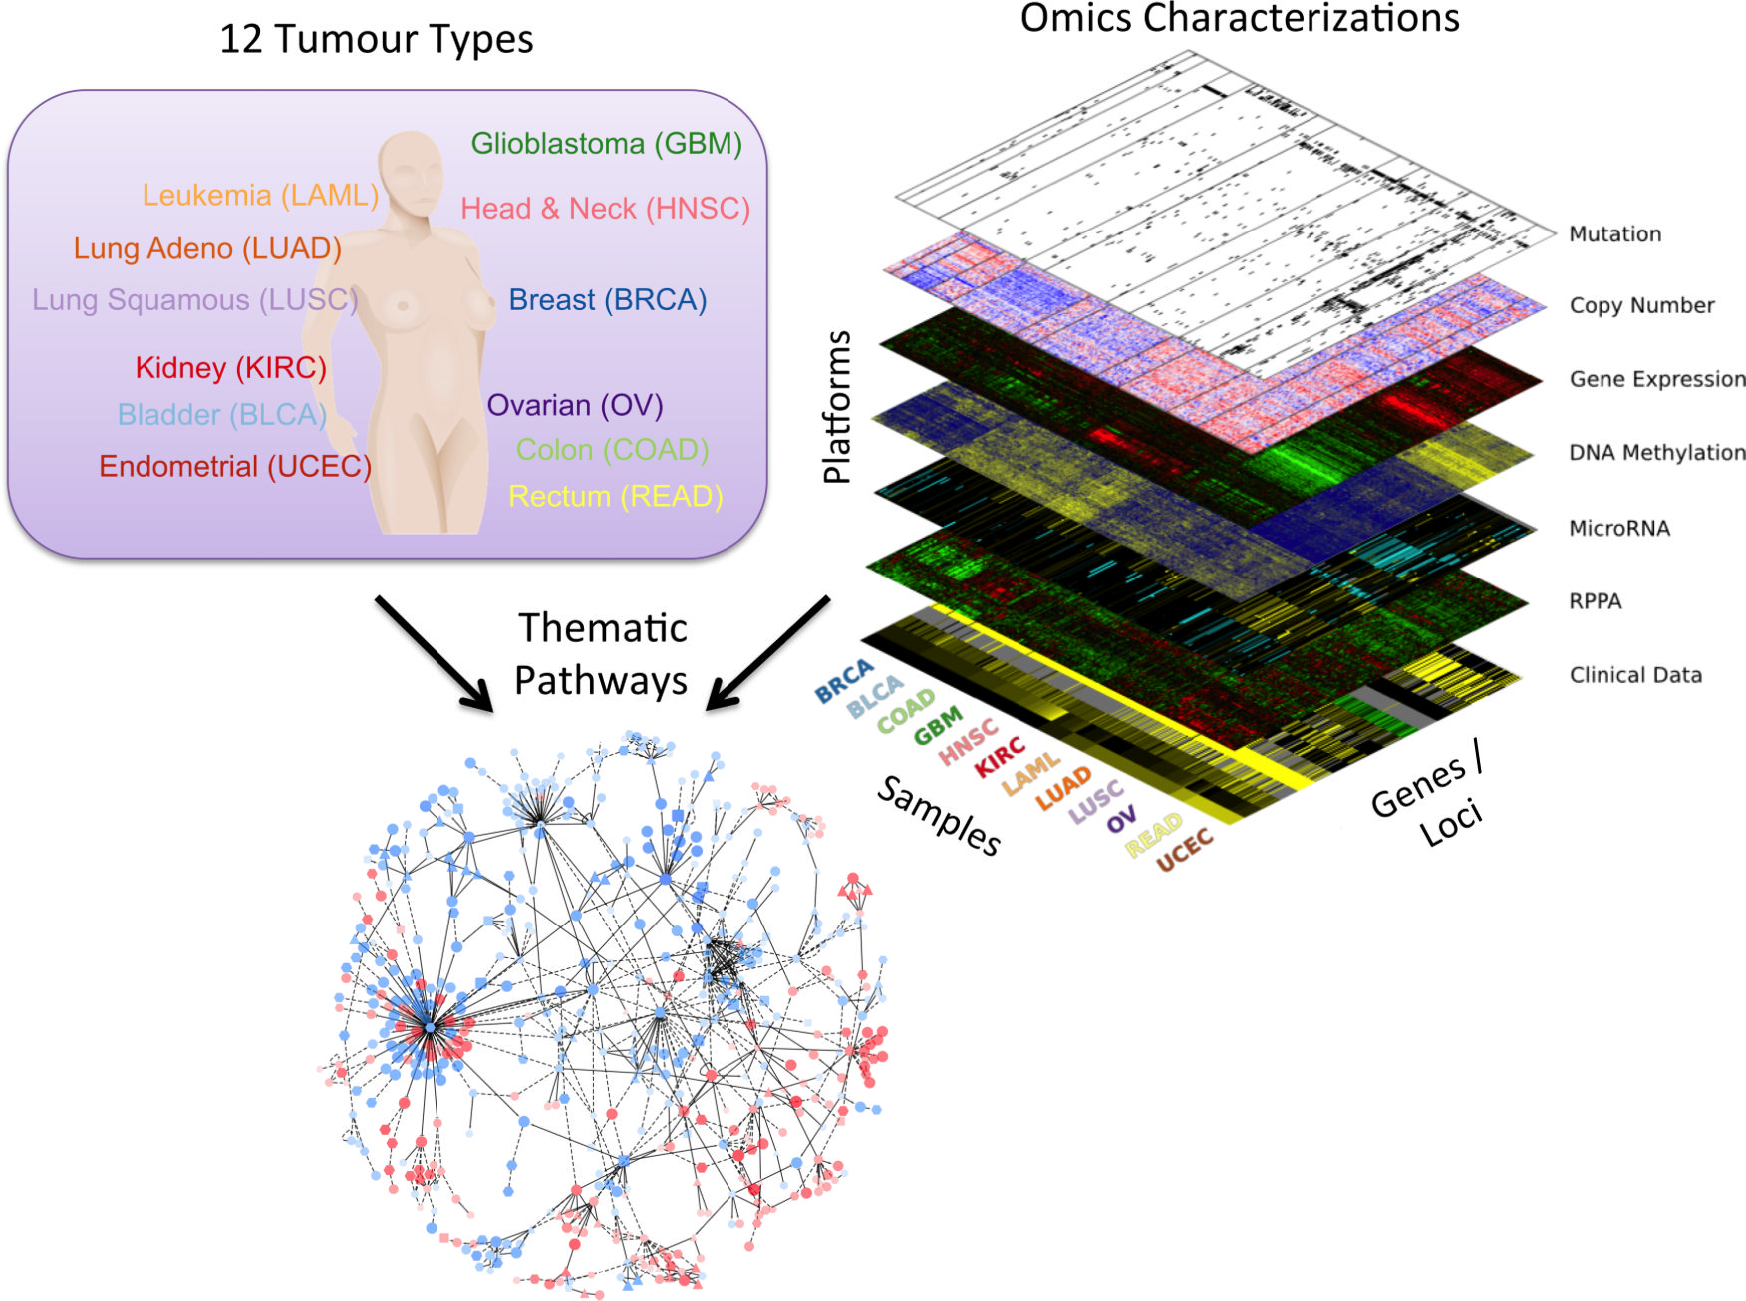 12 Tumour Types
Glioblastoma (GBM)
Leukemia (LAML)
Head & Neck (HNSC)
Lung Adeno (LUAD)
Lung Squamous (LUSC)
Breast (BRCA)
Kidney (KIRC)
Bladder (BLCA)
Ovarian (OV)
Colon (COAD)
Endometrial (UCEC)
Rectum (READ)
Omics Characterizations
Platforms
Mutation
Copy Number
Gene Expression
DNA Methylation
MicroRNA
RPPA
Clinical Data
BRCA
BLCA
COAD
GBM
HNSC
KIRC
LAML
LUAD
LUSC
OV
READ
UCEC
Samples
Genes /
Loci
Thematic
Pathways